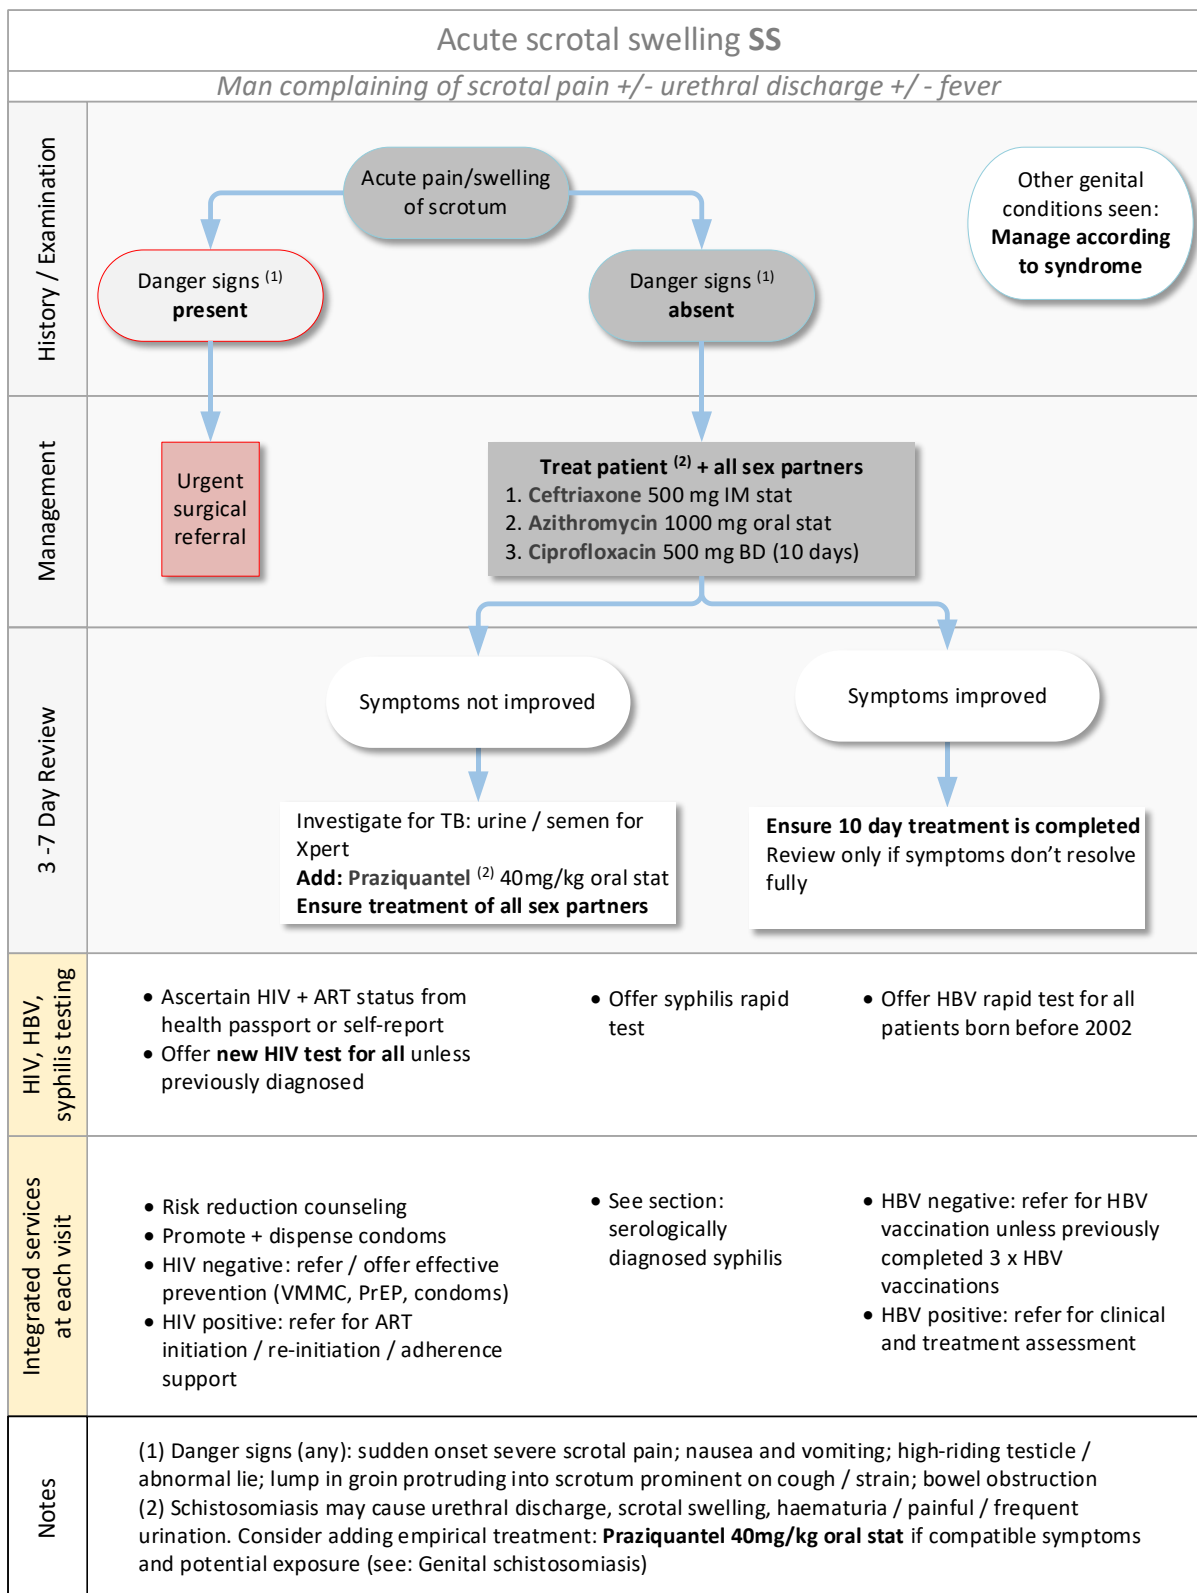 Acute scrotal swelling SS
Man complaining of scrotal pain +/- urethral discharge +/- fever
History / Examination
Acute pain/swelling
of scrotum
Other genital
conditions seen:
Manage according
to syndrome
Danger signs (1)
present
Danger signs (1)
absent
Management
Urgent
surgical
referral
Treat patient (2) + all sex partners
1. Ceftriaxone 500 mg IM stat
2. Azithromycin 1000 mg oral stat
3. Ciprofloxacin 500 mg BD (10 days)
3 -7 Day Review
Symptoms not improved
Symptoms improved
Investigate for TB: urine / semen for
Xpert
Add: Praziquantel (2) 40mg/kg oral stat
Ensure treatment of all sex partners
Ensure 10 day treatment is completed
Review only if symptoms don't resolve
fully
HIV, HBV,
syphilis testing
• Ascertain HIV + ART status from
health passport or self-report
• Offer new HIV test for all unless
previously diagnosed
• Offer syphilis rapid
test
• Offer HBV rapid test for all
patients born before 2002
Integrated services
at each visit
• Risk reduction counseling
• Promote + dispense condoms
• HIV negative: refer / offer effective
prevention (VMMC, PrEP, condoms)
• HIV positive: refer for ART
initiation / re-initiation / adherence
support
• See section:
serologically
diagnosed syphilis
• HBV negative: refer for HBV
vaccination unless previously
completed 3 x HBV
vaccinations
• HBV positive: refer for clinical
and treatment assessment
Notes
(1) Danger signs (any): sudden onset severe scrotal pain; nausea and vomiting; high-riding testicle /
abnormal lie; lump in groin protruding into scrotum prominent on cough / strain; bowel obstruction
(2) Schistosomiasis may cause urethral discharge, scrotal swelling, haematuria / painful / frequent
urination. Consider adding empirical treatment: Praziquantel 40mg/kg oral stat if compatible symptoms
and potential exposure (see: Genital schistosomiasis)